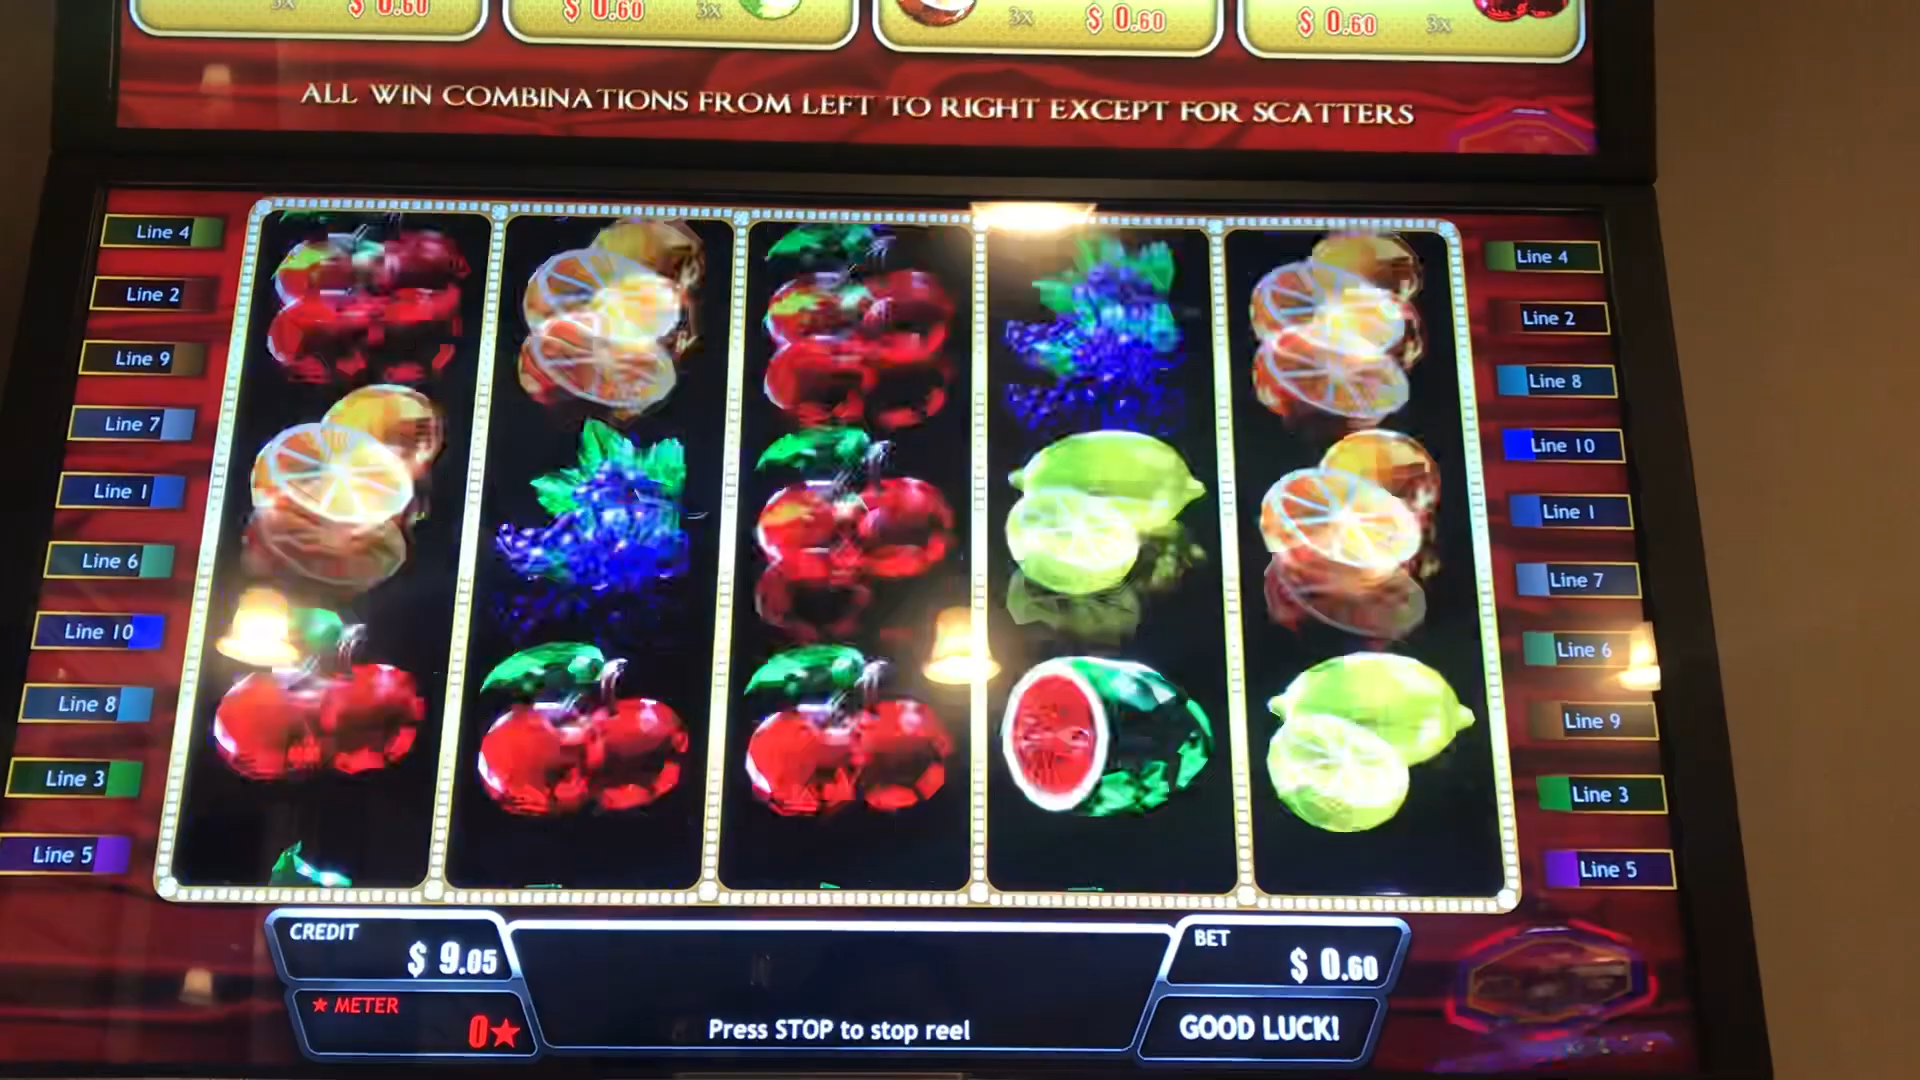 3x $ 0.60
$ 0.60 3x
3x $ 0.60
$ 0.60 3x
ALL WIN COMBINATIONS FROM LEFT TO RIGHT EXCEPT FOR SCATTERS
Line 4
Line 2
Line 9
Line 7
Line 1
Line 6
Line 10
Line 8
Line 3
Line 5
Line 4
Line 2
Line 8
Line 10
Line 1
Line 7
Line 6
Line 9
Line 3
Line 5
CREDIT
$ 9.05
★ METER
0★
Press STOP to stop reel
BET
$ 0.60
GOOD LUCK!